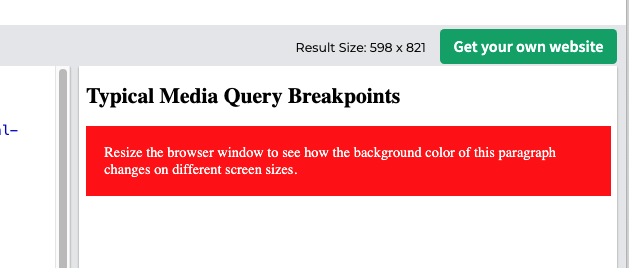 Result Size: 598 x 821
Get your own website
al-
Typical Media Query Breakpoints
Resize the browser window to see how the background color of this paragraph
changes on different screen sizes.